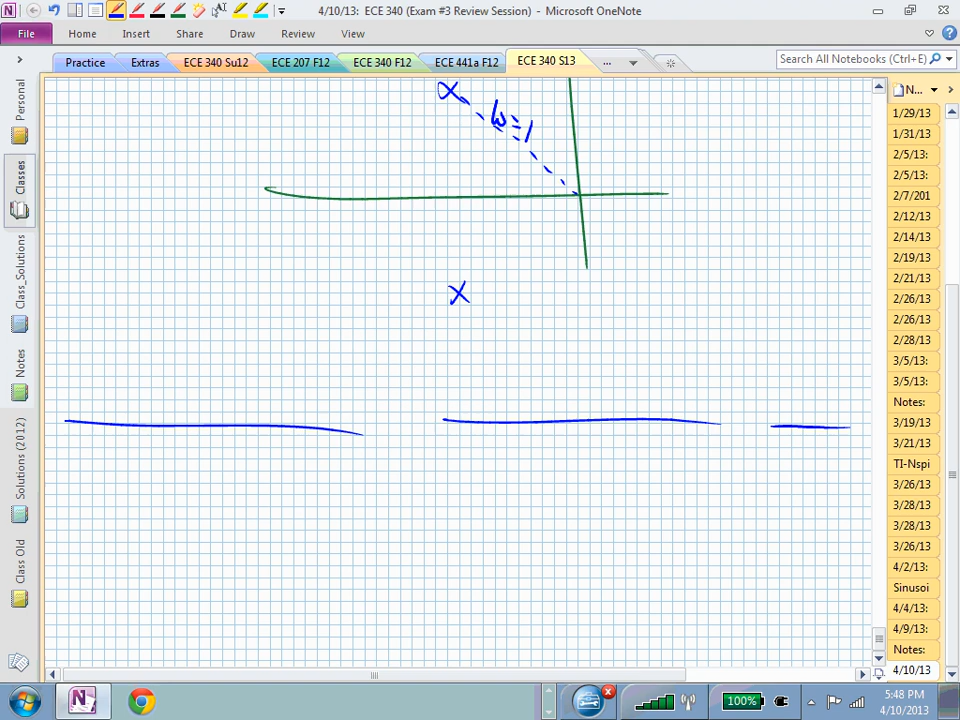 4/10/13: ECE 340 (Exam #3 Review Session) - Microsoft OneNote
File Home Insert Share Draw Review View
Practice Extras ECE 340 Su12 ECE 207 F12 ECE 340 F12 ECE 441a F12 ECE 340 S13 ...
Search All Notebooks (Ctrl+E)
Personal
Classes
Class_Solutions
Notes
Solutions (2012)
Class Old
N...
1/29/13
1/31/13
2/5/13:
2/5/13:
2/7/201
2/12/13
2/14/13
2/19/13
2/21/13
2/26/13
2/26/13
2/28/13
3/5/13:
3/5/13:
Notes:
3/19/13
3/21/13
TI-Nspi
3/26/13
3/28/13
3/28/13
3/26/13
4/2/13:
Sinusoi
4/4/13:
4/9/13:
Notes:
4/10/13
x
ω=1
x
100%
5:48 PM
4/10/2013